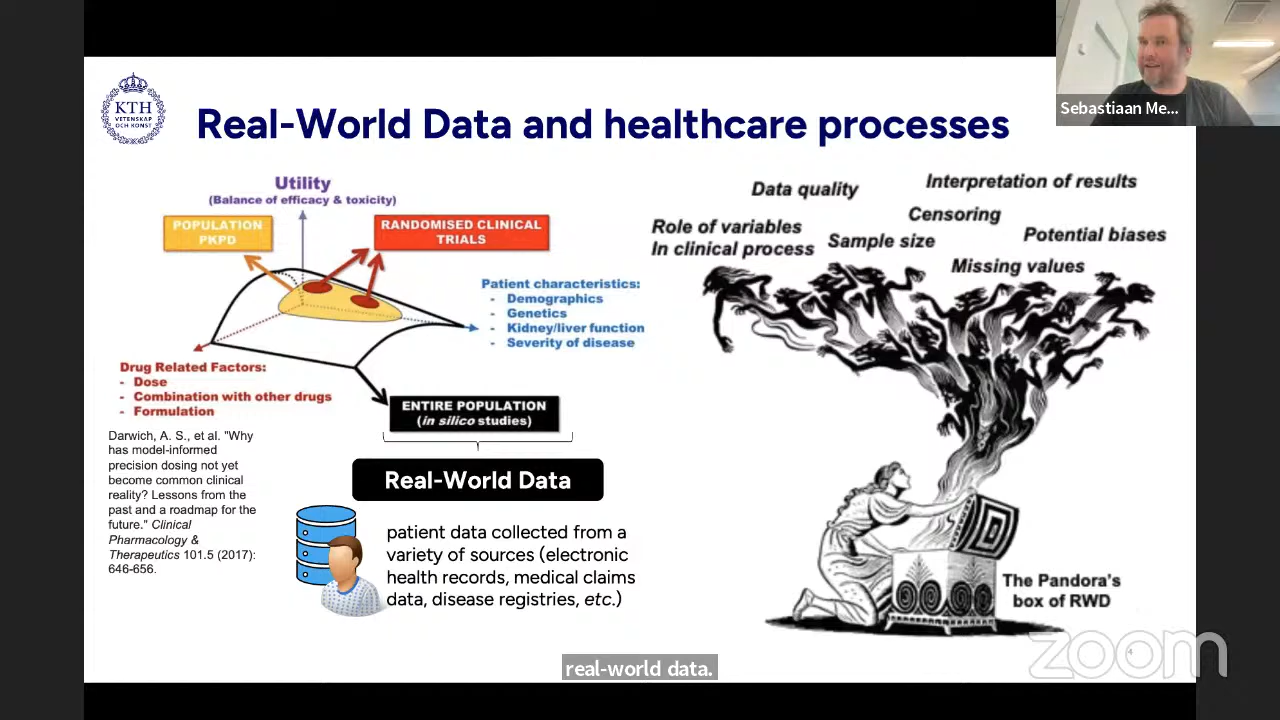 Sebastiaan Me...
KTH
VETENSKAP
OCH KONST
Real-World Data and healthcare processes
Utility
(Balance of efficacy & toxicity)
POPULATION
PKPD
RANDOMISED CLINICAL
TRIALS
Patient characteristics:
- Demographics
- Genetics
- Kidney/liver function
- Severity of disease
Drug Related Factors:
- Dose
- Combination with other drugs
- Formulation
ENTIRE POPULATION
(in silico studies)
Darwich, A. S., et al. "Why
has model-informed
precision dosing not yet
become common clinical
reality? Lessons from the
past and a roadmap for the
future." Clinical
Pharmacology &
Therapeutics 101.5 (2017):
646-656.
Real-World Data
patient data collected from a
variety of sources (electronic
health records, medical claims
data, disease registries, etc.)
Data quality
Interpretation of results
Censoring
Role of variables
In clinical process
Sample size
Potential biases
Missing values
The Pandora's
box of RWD
4
zoom
real-world data.